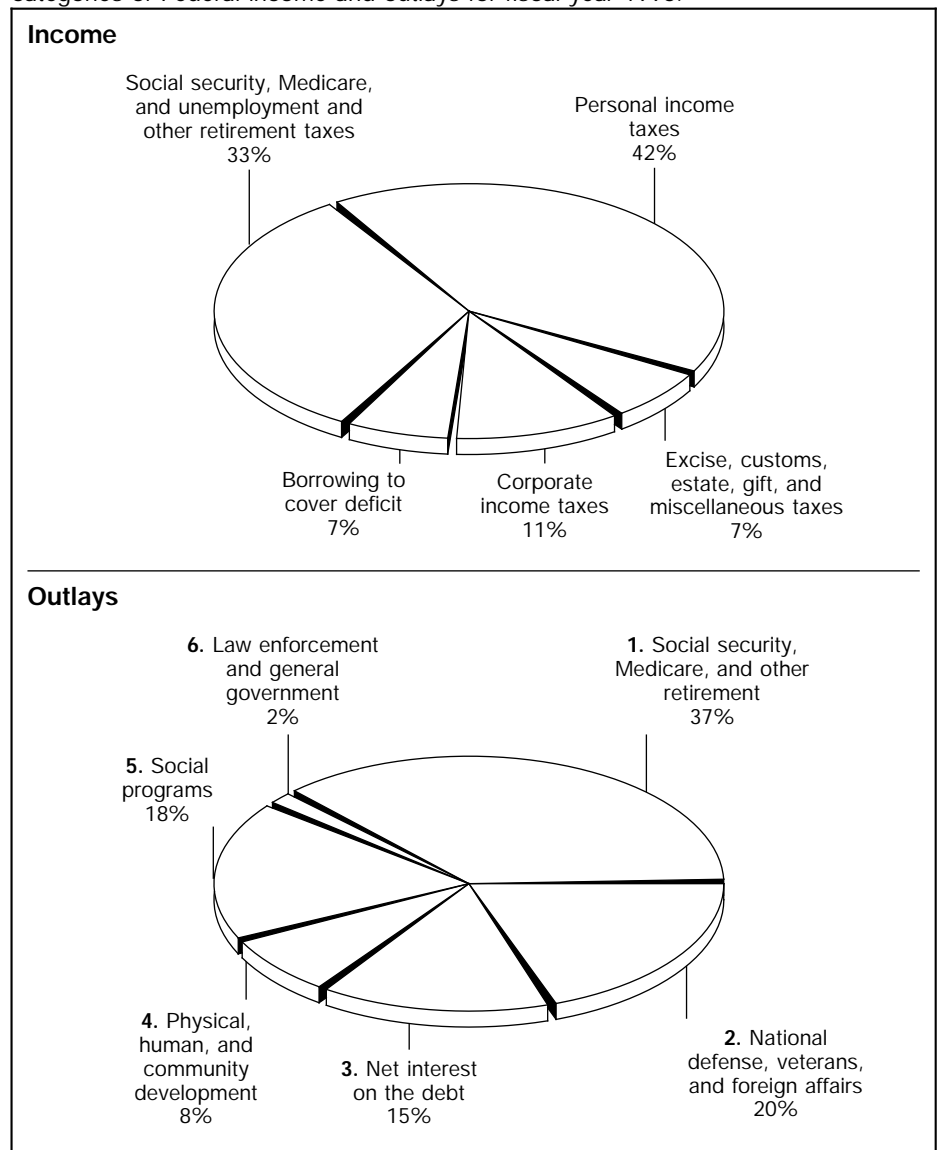 Income
Social security, Medicare,
and unemployment and
other retirement taxes
33%
Personal income
taxes
42%
Borrowing to
cover deficit
7%
Corporate
income taxes
11%
Excise, customs,
estate, gift, and
miscellaneous taxes
7%
Outlays
6. Law enforcement
and general
government
2%
1. Social security,
Medicare, and other
retirement
37%
5. Social
programs
18%
4. Physical,
human, and
community
development
8%
3. Net interest
on the debt
15%
2. National
defense, veterans,
and foreign affairs
20%